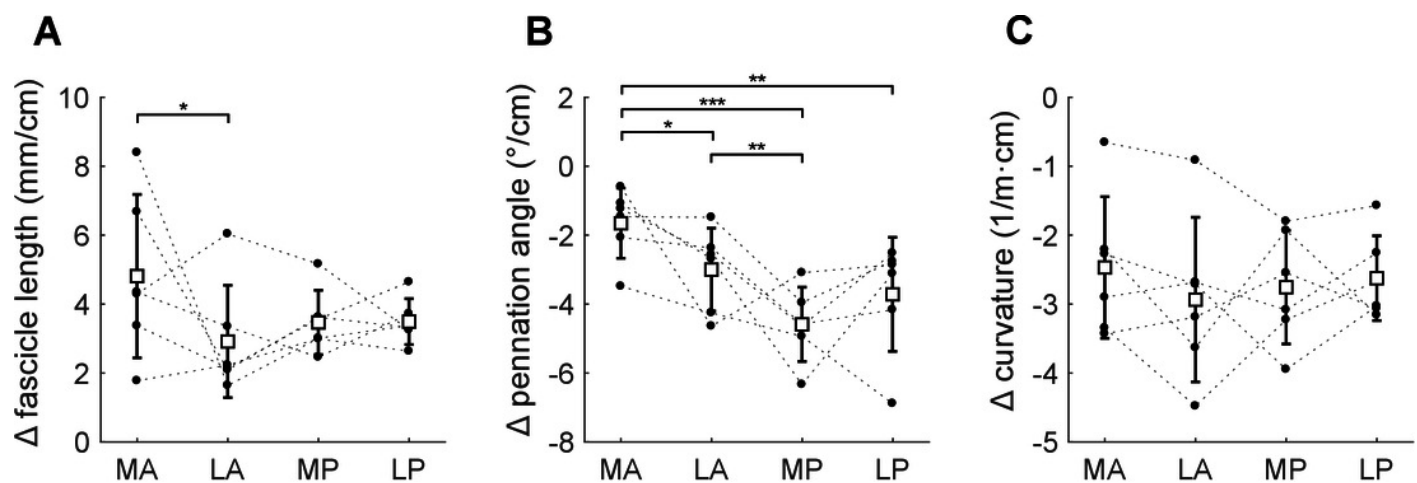 A
B
C
Δ fascicle length (mm/cm)
10
8
6
4
2
0
*
MA LA MP LP
Δ pennation angle (°/cm)
2
0
-2
-4
-6
-8
**
***
*
**
MA LA MP LP
Δ curvature (1/m·cm)
0
-1
-2
-3
-4
-5
MA LA MP LP